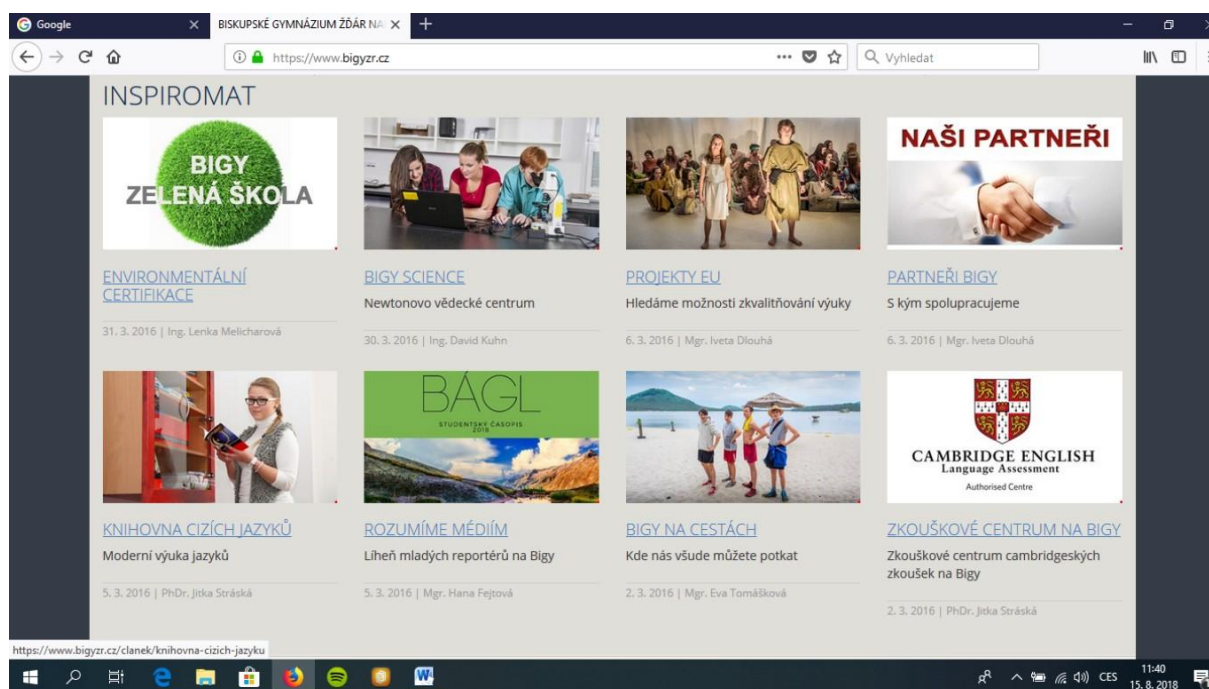 Google
BISKUPSKÉ GYMNÁZIUM ŽĎÁR NA
https://www.bigyzr.cz
Vyhledat
INSPIROMAT
BIGY
ZELENÁ ŠKOLA
NAŠI PARTNEŘI
ENVIRONMENTÁLNÍ
CERTIFIKACE
31. 3. 2016 | Ing. Lenka Melicharová
BIGY SCIENCE
Newtonovo vědecké centrum
30. 3. 2016 | Ing. David Kuhn
PROJEKTY EU
Hledáme možnosti zkvalitňování výuky
6. 3. 2016 | Mgr. Iveta Dlouhá
PARTNEŘI BIGY
S kým spolupracujeme
6. 3. 2016 | Mgr. Iveta Dlouhá
BÁGL
STUDENTSKÝ ČASOPIS
2018
CAMBRIDGE ENGLISH
Language Assessment
Authorised Centre
KNIHOVNA CIZÍCH JAZYKŮ
Moderní výuka jazyků
5. 3. 2016 | PhDr. Jitka Stráská
ROZUMÍME MÉDIÍM
Líheň mladých reportérů na Bigy
5. 3. 2016 | Mgr. Hana Fejtová
BIGY NA CESTÁCH
Kde nás všude můžete potkat
2. 3. 2016 | Mgr. Eva Tomášková
ZKOUŠKOVÉ CENTRUM NA BIGY
Zkouškové centrum cambridgeských
zkoušek na Bigy
2. 3. 2016 | PhDr. Jitka Stráská
https://www.bigyzr.cz/clanek/knihovna-cizich-jazyku
CES
11:40
15. 8. 2018